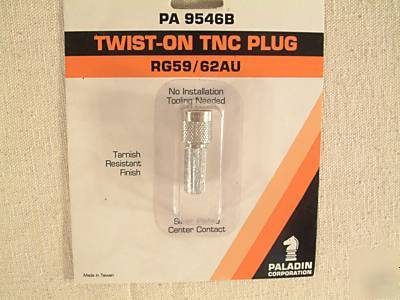 PA 9546B
TWIST-ON TNC PLUG
RG59/62AU
No Installation
Tooling Needed
Tarnish
Resistant
Finish
Center Contact
PALADIN
CORPORATION
Made in Taiwan